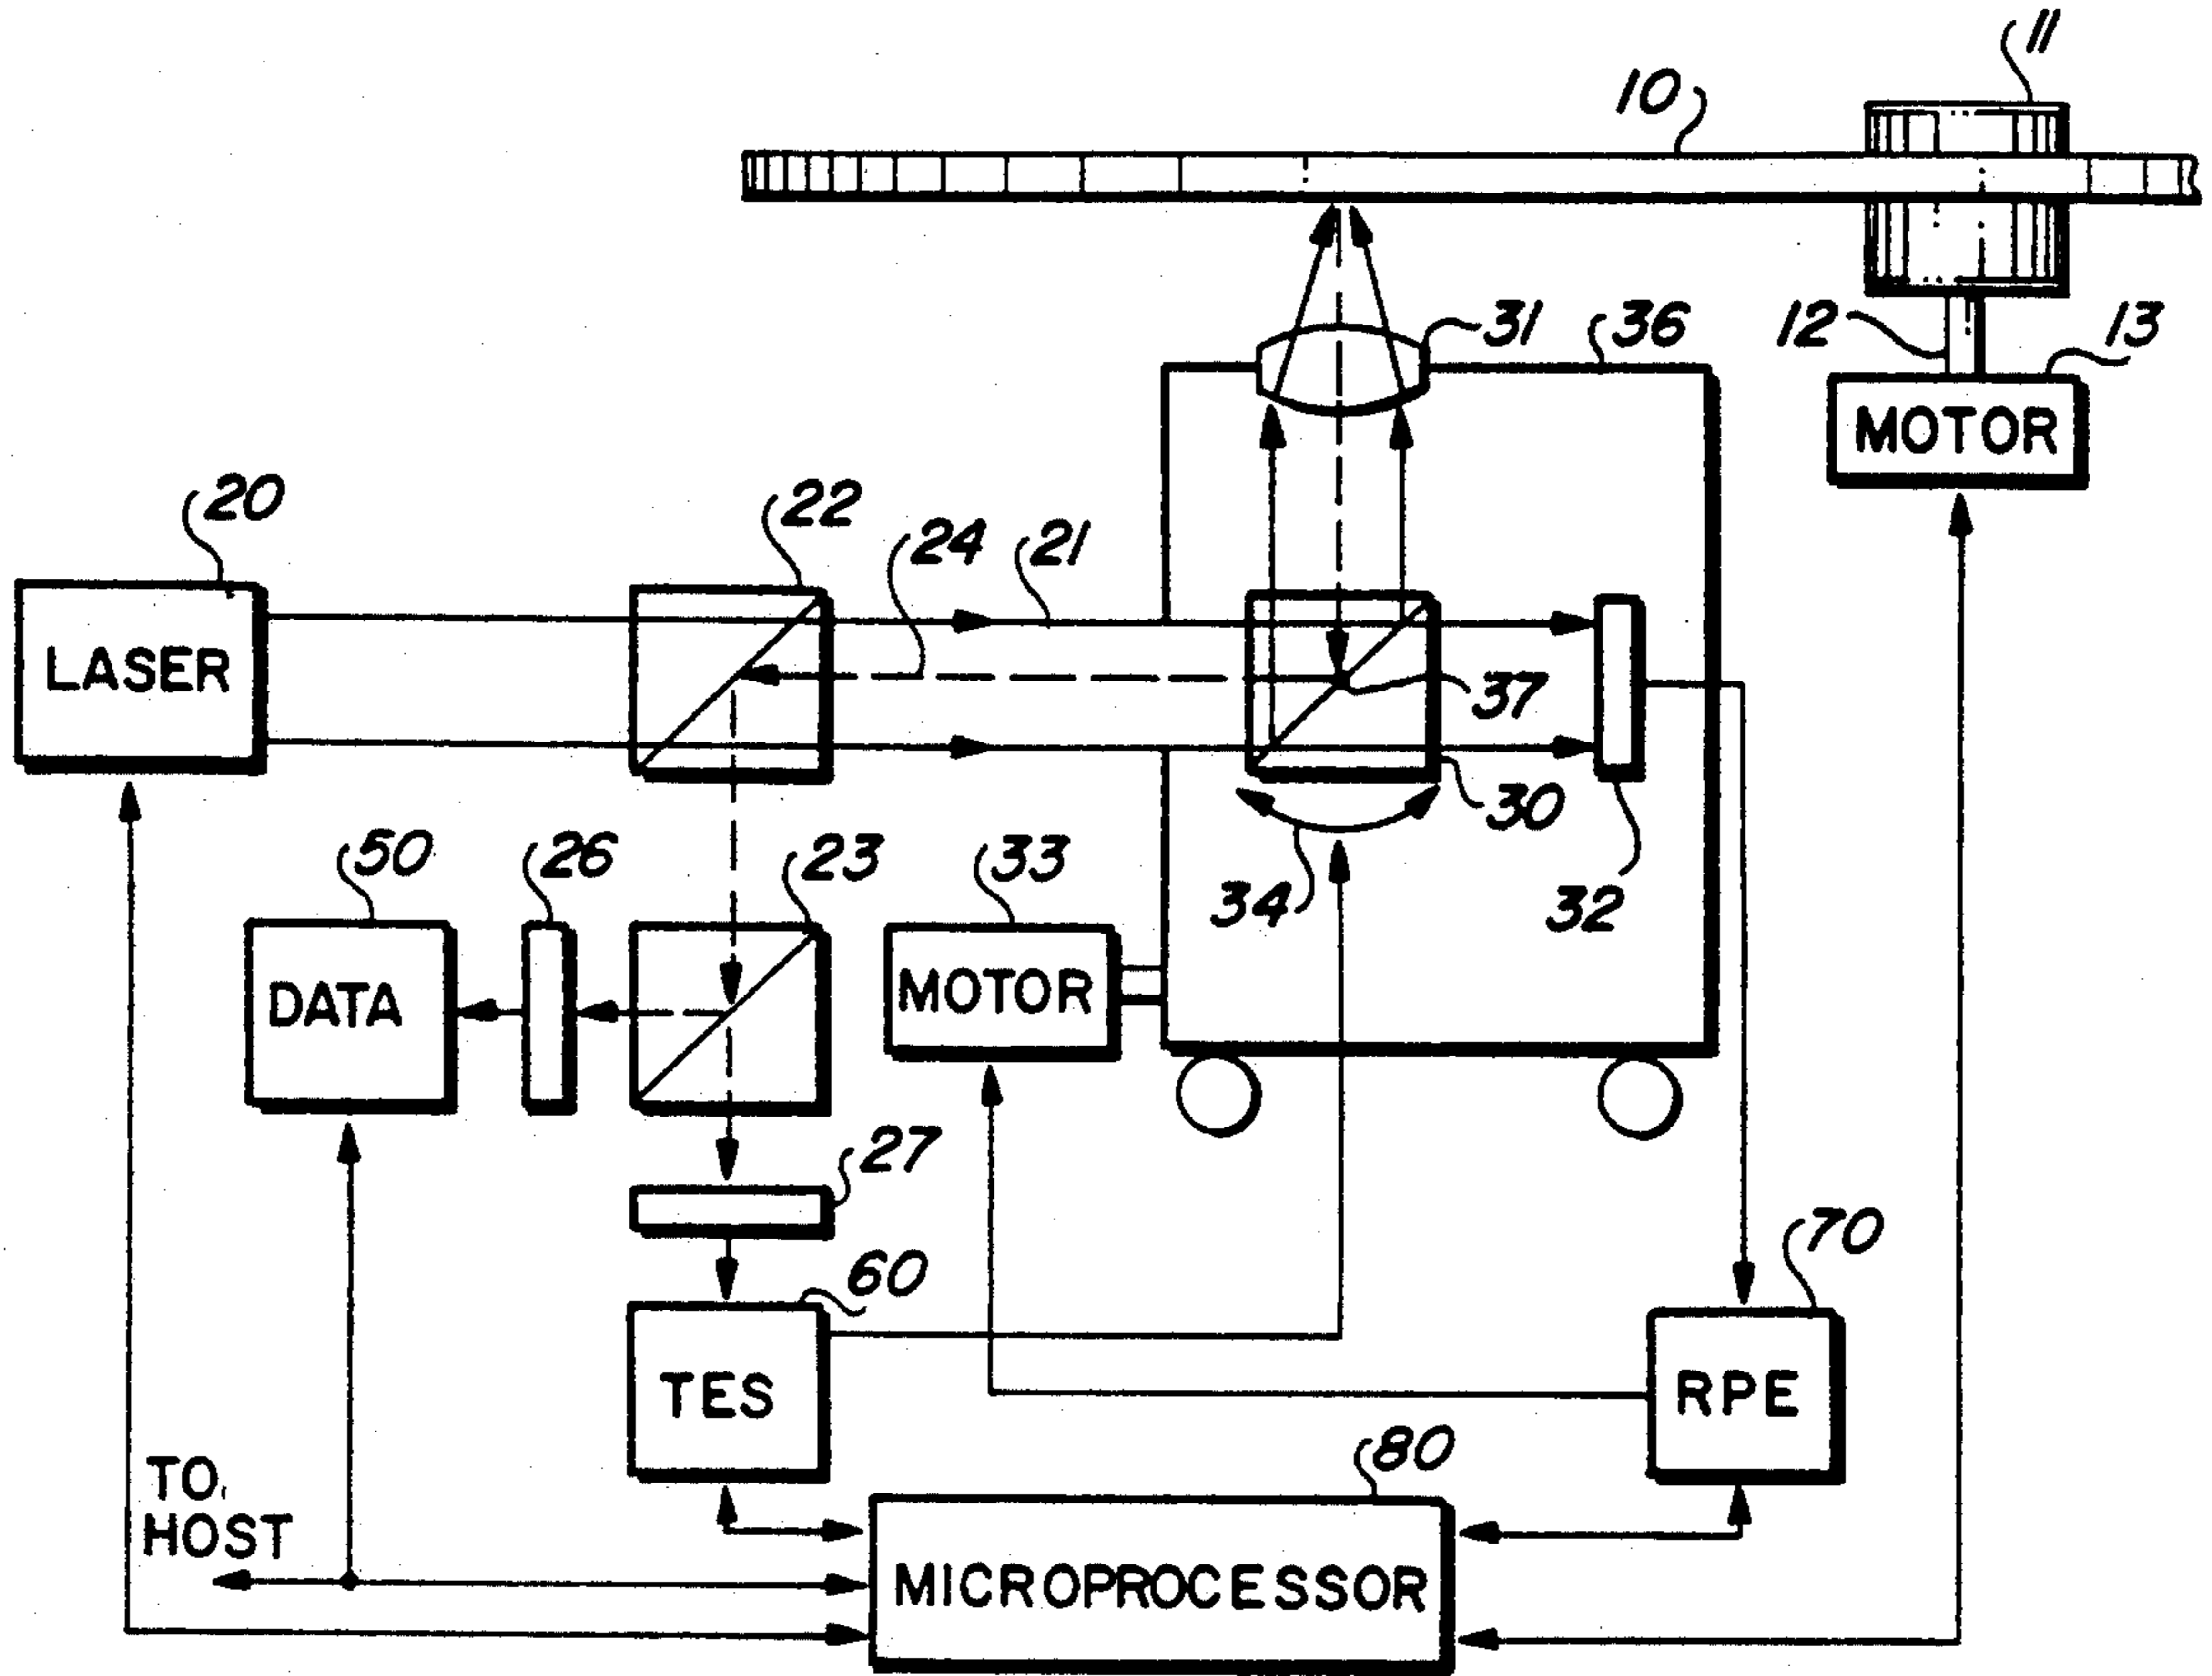 11
10
31
36
12
13
MOTOR
20
22
24
21
LASER
37
30
50
26
23
33
34
32
DATA
MOTOR
27
70
60
TES
RPE
80
TO
HOST
MICROPROCESSOR